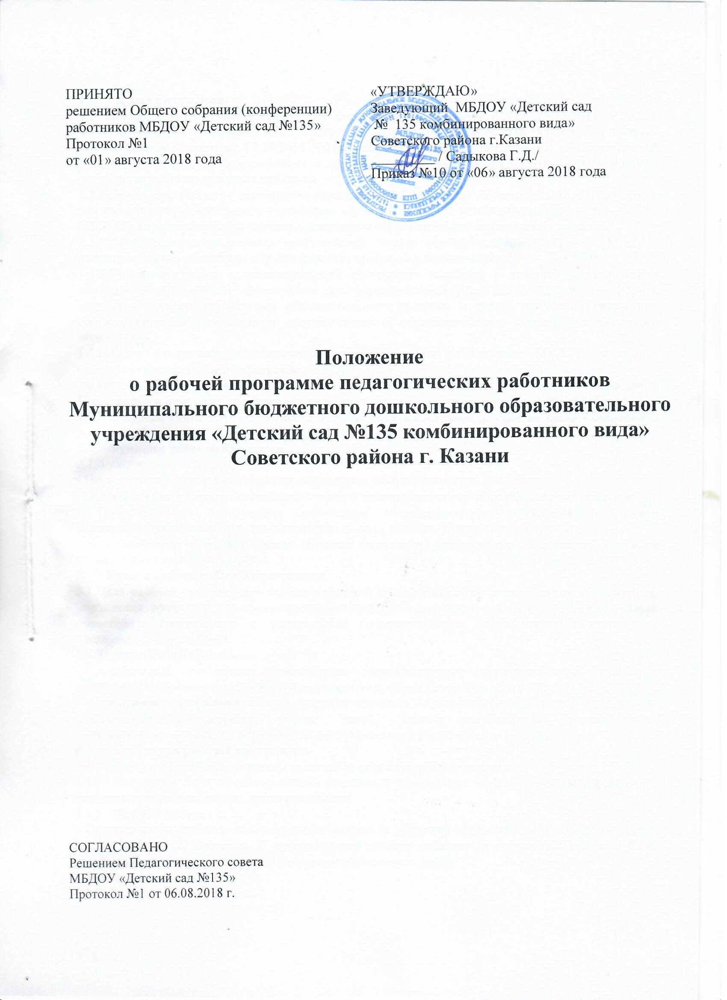 ПРИНЯТО
решением Общего собрания (конференции)
работников МБДОУ «Детский сад №135»
Протокол №1
от «01» августа 2018 года
«УТВЕРЖДАЮ»
Заведующий МБДОУ «Детский сад
№ 135 комбинированного вида»
Советского района г.Казани
_________/ Садыкова Г.Д./
Приказ №10 от «06» августа 2018 года
Положение
о рабочей программе педагогических работников
Муниципального бюджетного дошкольного образовательного
учреждения «Детский сад №135 комбинированного вида»
Советского района г. Казани
СОГЛАСОВАНО
Решением Педагогического совета
МБДОУ «Детский сад №135»
Протокол №1 от 06.08.2018 г.